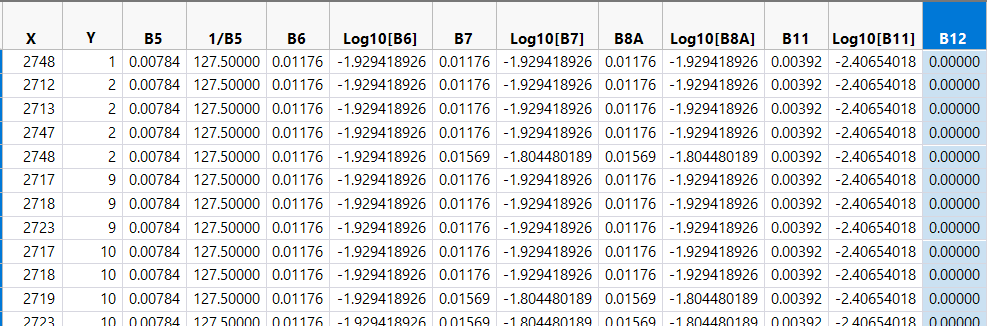 X Y B5 1/B5 B6 Log10[B6] B7 Log10[B7] B8A Log10[B8A] B11 Log10[B11] B12
2748 1 0.00784 127.50000 0.01176 -1.929418926 0.01176 -1.929418926 0.01176 -1.929418926 0.00392 -2.40654018 0.00000
2712 2 0.00784 127.50000 0.01176 -1.929418926 0.01176 -1.929418926 0.01176 -1.929418926 0.00392 -2.40654018 0.00000
2713 2 0.00784 127.50000 0.01176 -1.929418926 0.01176 -1.929418926 0.01176 -1.929418926 0.00392 -2.40654018 0.00000
2747 2 0.00784 127.50000 0.01176 -1.929418926 0.01176 -1.929418926 0.01176 -1.929418926 0.00392 -2.40654018 0.00000
2748 2 0.00784 127.50000 0.01176 -1.929418926 0.01569 -1.804480189 0.01569 -1.804480189 0.00392 -2.40654018 0.00000
2717 9 0.00784 127.50000 0.01176 -1.929418926 0.01176 -1.929418926 0.01176 -1.929418926 0.00392 -2.40654018 0.00000
2718 9 0.00784 127.50000 0.01176 -1.929418926 0.01176 -1.929418926 0.01176 -1.929418926 0.00392 -2.40654018 0.00000
2723 9 0.00784 127.50000 0.01176 -1.929418926 0.01176 -1.929418926 0.01176 -1.929418926 0.00392 -2.40654018 0.00000
2717 10 0.00784 127.50000 0.01176 -1.929418926 0.01176 -1.929418926 0.01176 -1.929418926 0.00392 -2.40654018 0.00000
2718 10 0.00784 127.50000 0.01176 -1.929418926 0.01176 -1.929418926 0.01176 -1.929418926 0.00392 -2.40654018 0.00000
2719 10 0.00784 127.50000 0.01176 -1.929418926 0.01569 -1.804480189 0.01569 -1.804480189 0.00392 -2.40654018 0.00000
2723 10 0.00784 127.50000 0.01176 -1.929418926 0.01569 -1.804480189 0.01569 -1.804480189 0.00392 -2.40654018 0.00000